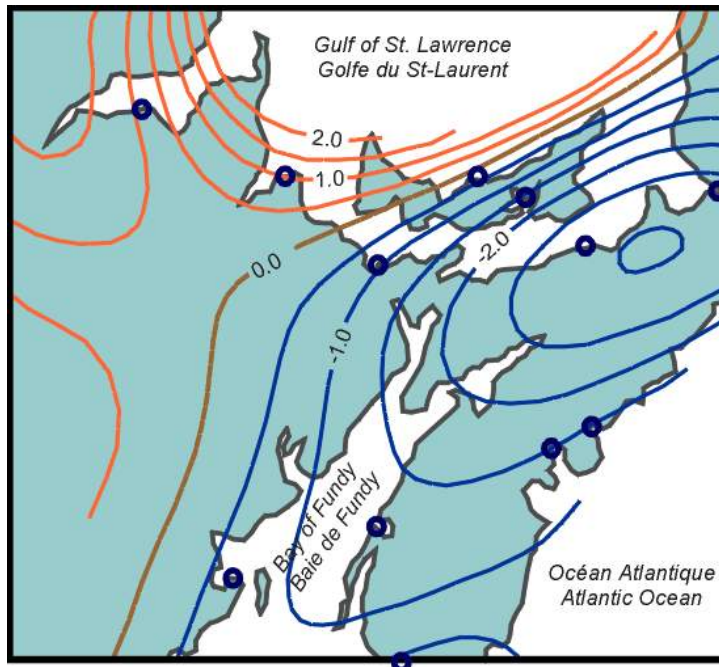 Gulf of St. Lawrence
Golfe du St-Laurent
2.0
1.0
0.0
-2.0
-1.0
Bay of Fundy
Baie de Fundy
Océan Atlantique
Atlantic Ocean